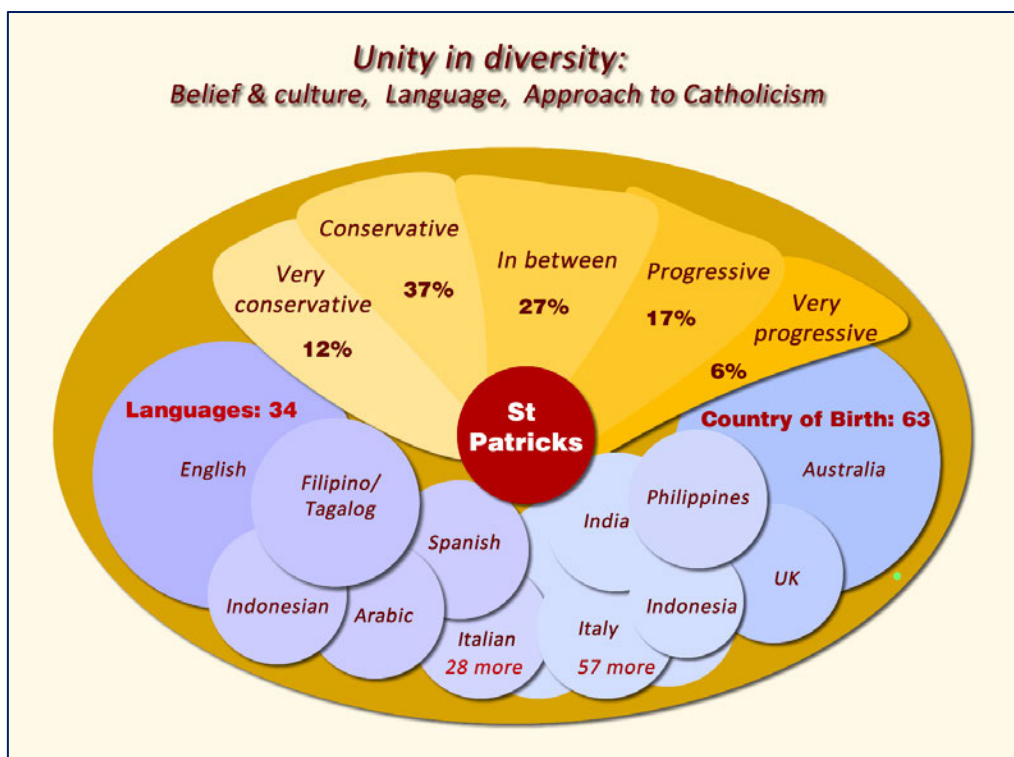 Unity in diversity:
Belief & culture, Language, Approach to Catholicism
Conservative
37%
In between
27%
Progressive
17%
Very
conservative
12%
Very
progressive
6%
St
Patricks
Languages: 34
English
Filipino/
Tagalog
Spanish
Indonesian
Arabic
Italian
28 more
Country of Birth: 63
Australia
Philippines
India
UK
Indonesia
Italy
57 more